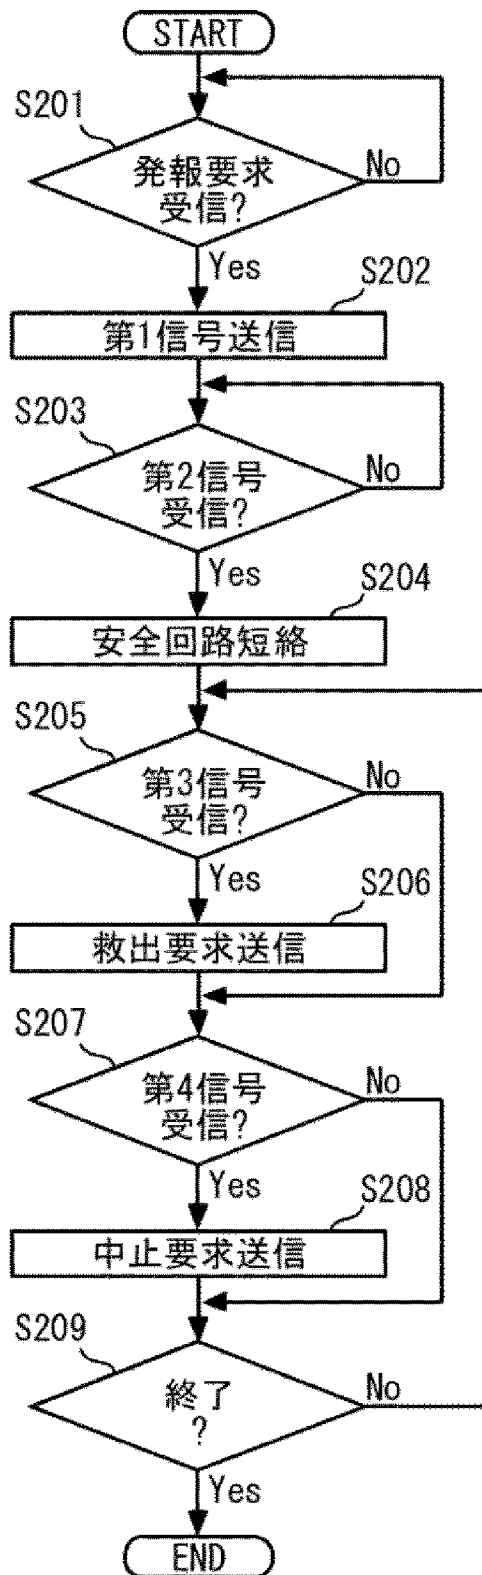 START
S201
発報要求
受信?
No
Yes
S202
第1信号送信
S203
第2信号
受信?
No
Yes
S204
安全回路短絡
S205
第3信号
受信?
No
Yes
S206
救出要求送信
S207
第4信号
受信?
No
Yes
S208
中止要求送信
S209
終了
?
No
Yes
END